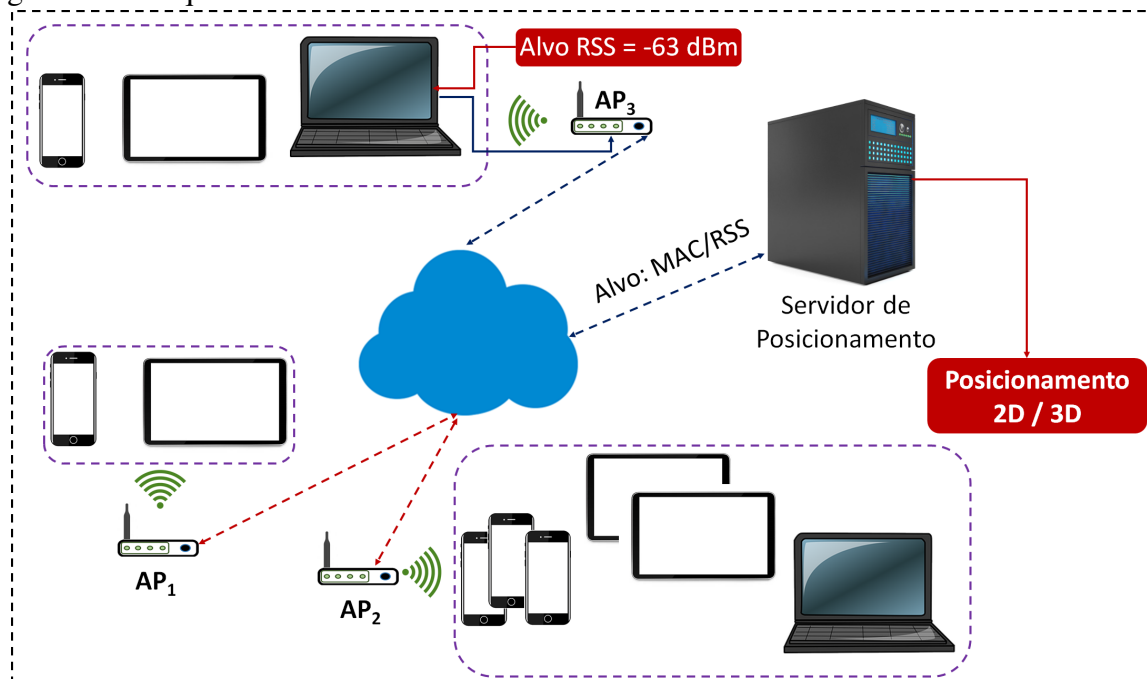 Alvo RSS = -63 dBm
AP3
Alvo: MAC/RSS
Servidor de
Posicionamento
Posicionamento
2D / 3D
AP1
AP2